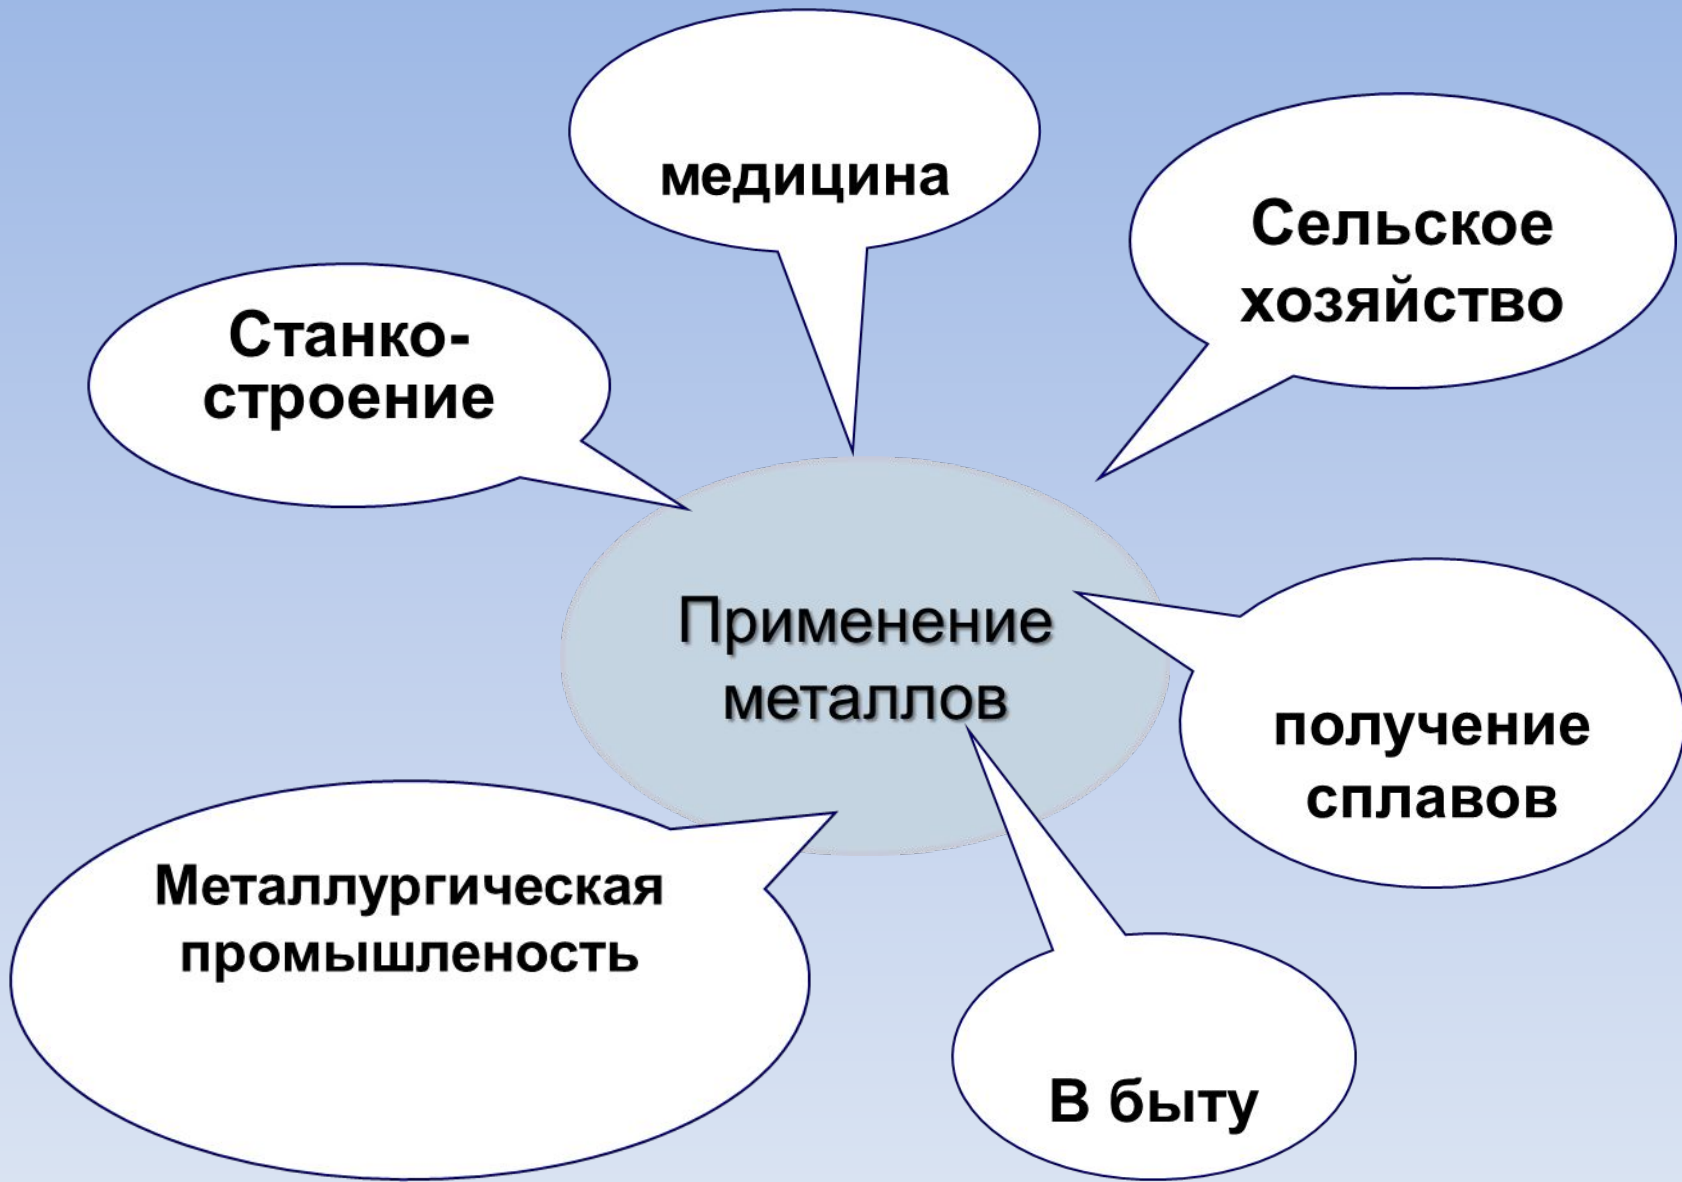 медицина
Сельское
хозяйство
Станко-
строение
Применение
металлов
получение
сплавов
Металлургическая
промышленость
В быту